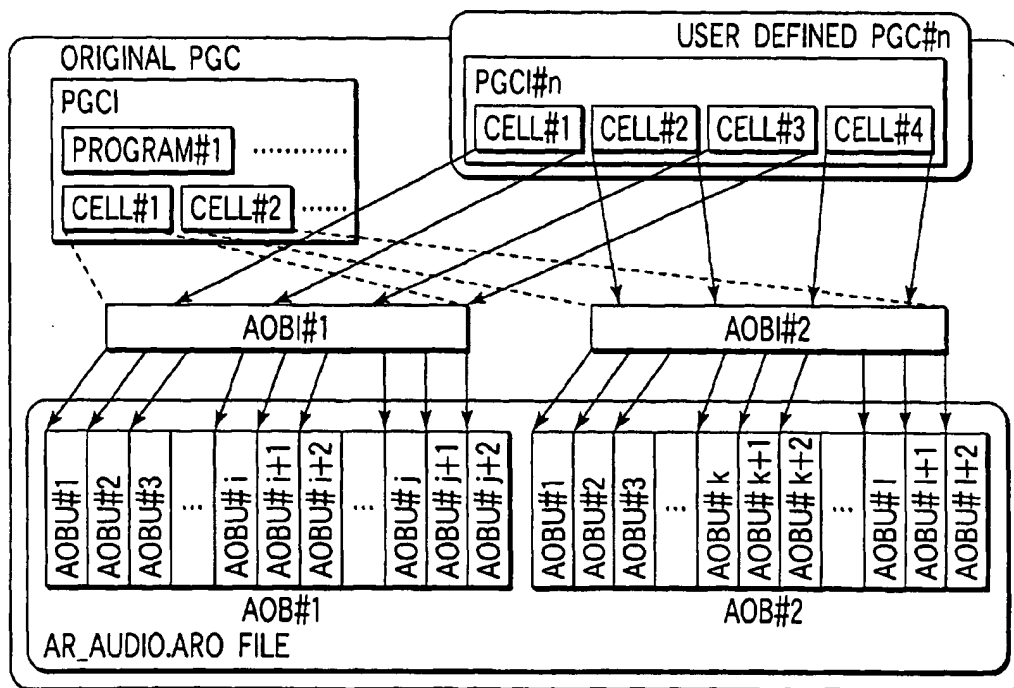 USER DEFINED PGC#n
ORIGINAL PGC
PGCI
PROGRAM#1 ............
CELL#1 CELL#2 ......
PGCI#n
CELL#1 CELL#2 CELL#3 CELL#4
AOBI#1 AOBI#2
AOBU#1
AOBU#2
AOBU#3
...
AOBU#i
AOBU#i+1
AOBU#i+2
...
AOBU#j
AOBU#j+1
AOBU#j+2
AOBU#1
AOBU#2
AOBU#3
...
AOBU#k
AOBU#k+1
AOBU#k+2
...
AOBU#l
AOBU#l+1
AOBU#l+2
AOB#1 AOB#2
AR_AUDIO.ARO FILE